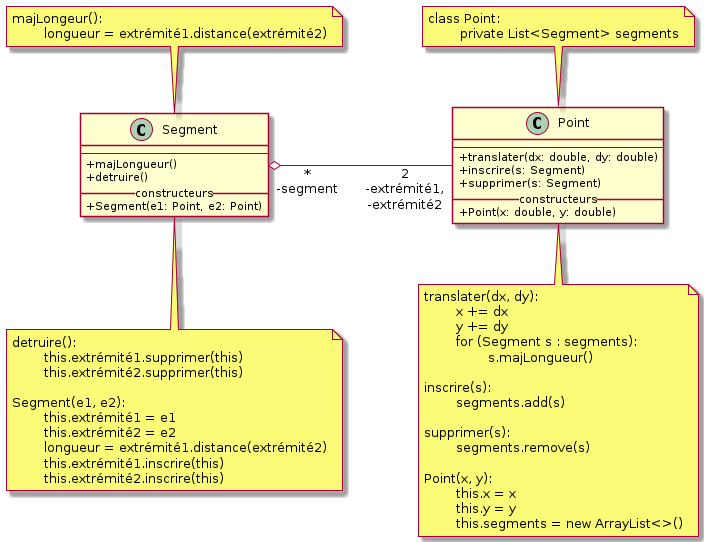 majLongeur():
longueur = extrémité1.distance(extrémité2)
class Point:
private List<Segment> segments
C Segment
+majLongueur()
+detruire()
constructeurs
+Segment(e1: Point, e2: Point)
*
-segment
2
-extrémité1,
-extrémité2
C Point
+translater(dx: double, dy: double)
+inscrire(s: Segment)
+supprimer(s: Segment)
constructeurs
+Point(x: double, y: double)
detruire():
this.extrémité1.supprimer(this)
this.extrémité2.supprimer(this)
Segment(e1, e2):
this.extrémité1 = e1
this.extrémité2 = e2
longueur = extrémité1.distance(extrémité2)
this.extrémité1.inscrire(this)
this.extrémité2.inscrire(this)
translater(dx, dy):
x += dx
y += dy
for (Segment s : segments):
s.majLongueur()
inscrire(s):
segments.add(s)
supprimer(s):
segments.remove(s)
Point(x, y):
this.x = x
this.y = y
this.segments = new ArrayList<>()